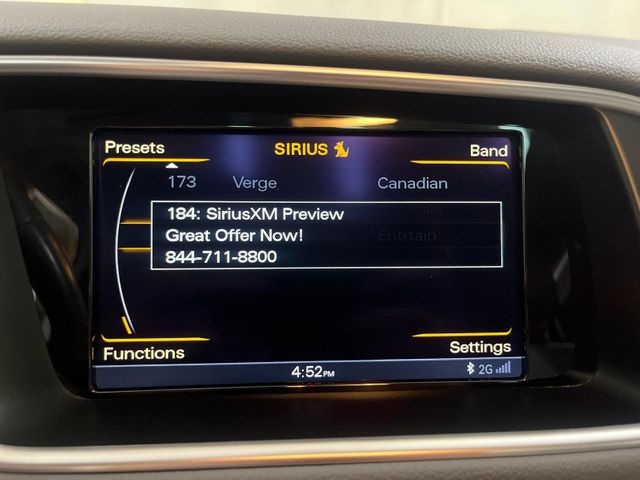 Presets SIRIUS Band
173 Verge Canadian
184: SiriusXM Preview
Great Offer Now! Entrtain
844-711-8800
Functions Settings
4:52PM 2G